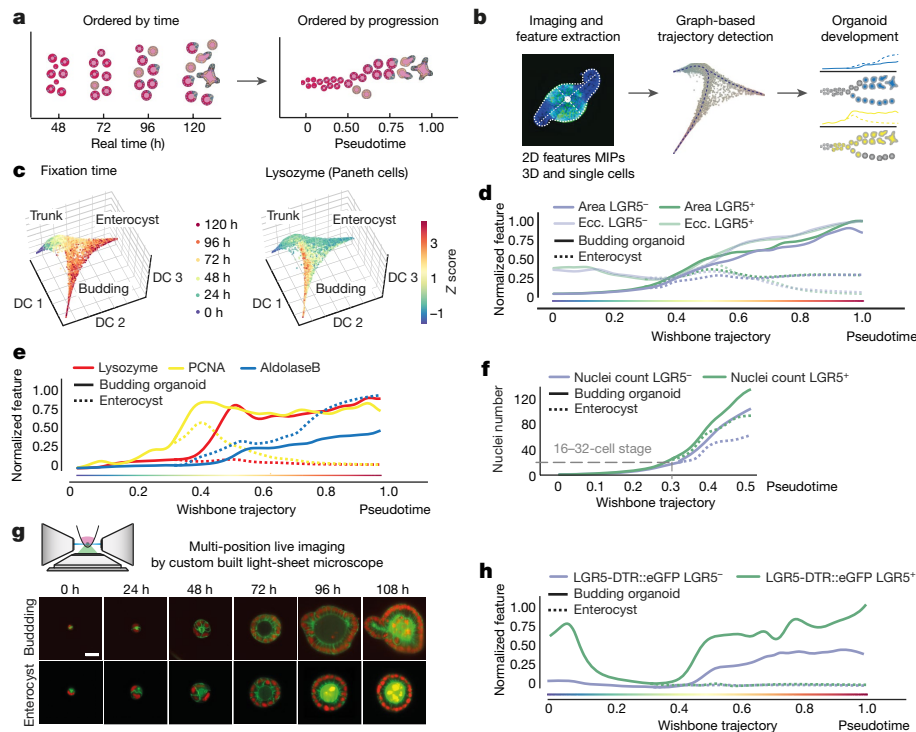 a
Ordered by time
Ordered by progression
48
72
96
120
Real time (h)
0
0.50
0.75
1.00
Pseudotime
b
Imaging and
feature extraction
Graph-based
trajectory detection
Organoid
development
2D features MIPs
3D and single cells
c
Fixation time
Lysozyme (Paneth cells)
Trunk
Enterocyst
DC 1
DC 2
DC 3
Budding
120 h
96 h
72 h
48 h
24 h
0 h
Trunk
Enterocyst
DC 1
DC 2
DC 3
Budding
3
1
−1
Z score
d
Area LGR5−
Area LGR5+
Ecc. LGR5−
Ecc. LGR5+
Budding organoid
Enterocyst
Normalized feature
1.00
0.75
0.50
0.25
0
0
0.2
0.4
0.6
0.8
1.0
Wishbone trajectory
Pseudotime
e
Lysozyme
PCNA
AldolaseB
Budding organoid
Enterocyst
Normalized feature
1.00
0.75
0.50
0.25
0
0
0.2
0.4
0.6
0.8
1.0
Wishbone trajectory
Pseudotime
f
Nuclei count LGR5−
Nuclei count LGR5+
Budding organoid
Enterocyst
Nuclei number
120
80
40
0
16–32-cell stage
0
0.1
0.2
0.3
0.4
0.5
Wishbone trajectory
Pseudotime
g
Multi-position live imaging
by custom built light-sheet microscope
0 h
24 h
48 h
72 h
96 h
108 h
Buddding
Enterocyst
h
LGR5-DTR::eGFP LGR5−
LGR5-DTR::eGFP LGR5+
Budding organoid
Enterocyst
Normalized feature
1.00
0.75
0.50
0.25
0
0
0.2
0.4
0.6
0.8
1.0
Wishbone trajectory
Pseudotime